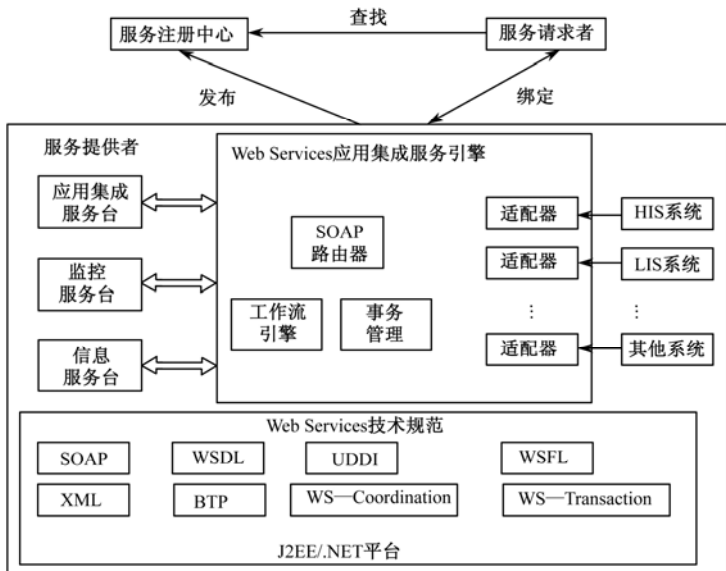 服务注册中心
查找
服务请求者
发布
绑定
服务提供者
Web Services应用集成服务引擎
应用集成
服务台
监控
服务台
信息
服务台
SOAP
路由器
工作流
引擎
事务
管理
适配器
HIS系统
适配器
LIS系统
⋮
⋮
适配器
其他系统
Web Services技术规范
SOAP
WSDL
UDDI
WSFL
XML
BTP
WS—Coordination
WS—Transaction
J2EE/.NET平台